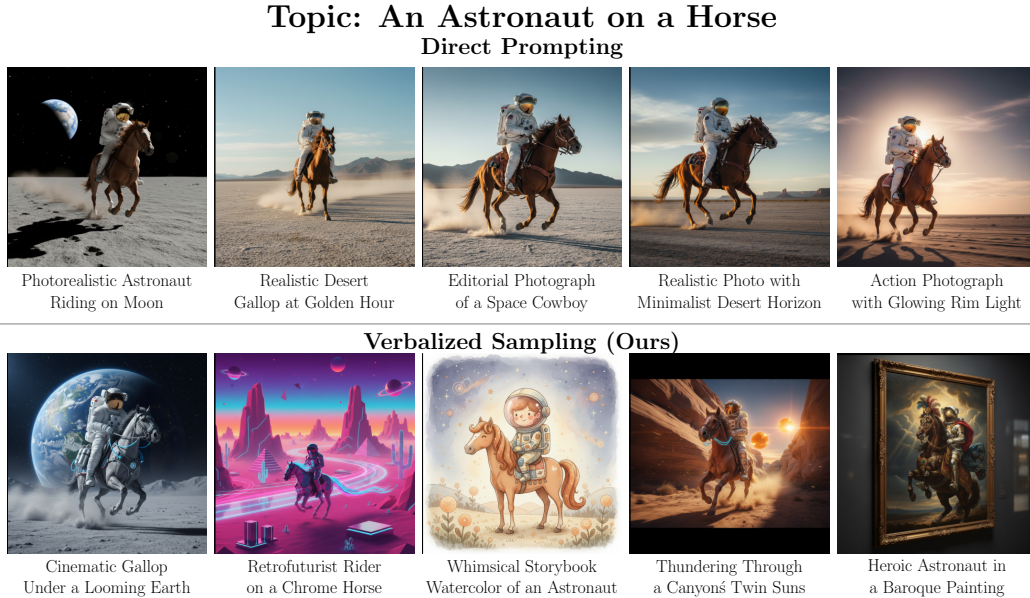 Topic: An Astronaut on a Horse
Direct Prompting
Photorealistic Astronaut
Riding on Moon
Realistic Desert
Gallop at Golden Hour
Editorial Photograph
of a Space Cowboy
Realistic Photo with
Minimalist Desert Horizon
Action Photograph
with Glowing Rim Light
Verbalized Sampling (Ours)
Cinematic Gallop
Under a Looming Earth
Retrofuturist Rider
on a Chrome Horse
Whimsical Storybook
Watercolor of an Astronaut
Thundering Through
a Canyonś Twin Suns
Heroic Astronaut in
a Baroque Painting